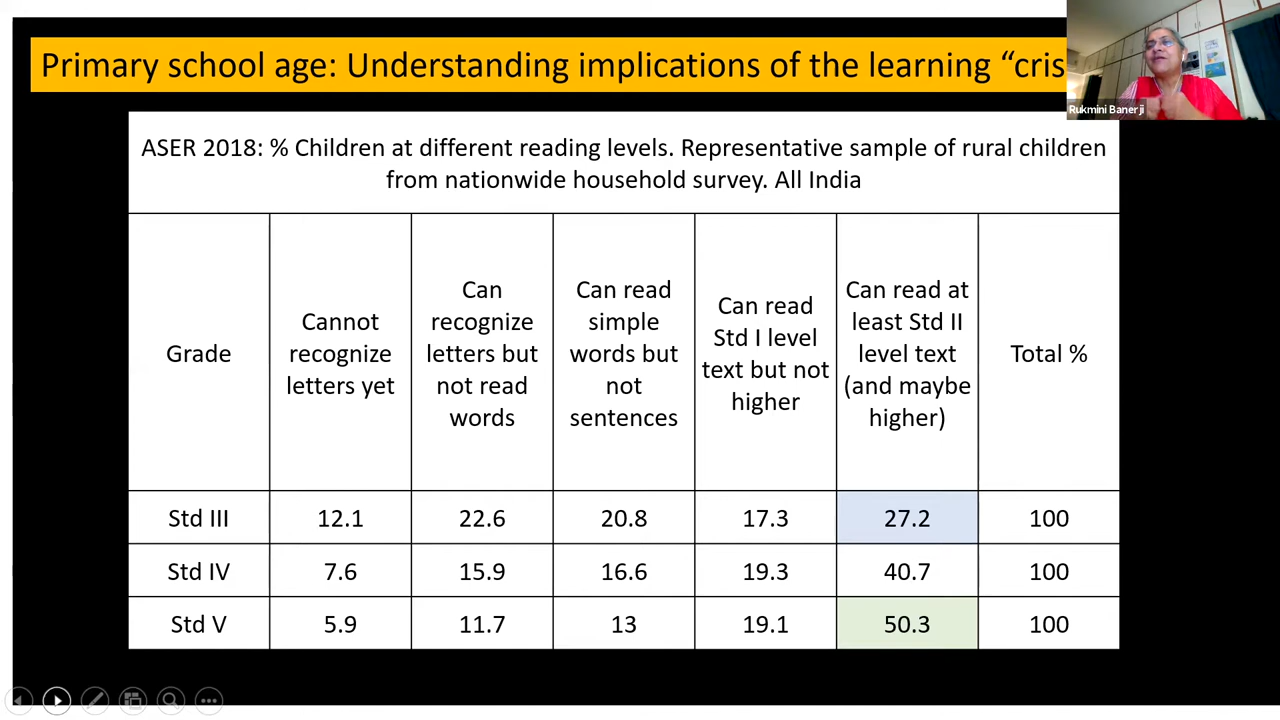 Primary school age: Understanding implications of the learning “cris
Rukmini Banerji
ASER 2018: % Children at different reading levels. Representative sample of rural children
from nationwide household survey. All India
Grade
Cannot
recognize
letters yet
Can
recognize
letters but
not read
words
Can read
simple
words but
not
sentences
Can read
Std I level
text but not
higher
Can read at
least Std II
level text
(and maybe
higher)
Total %
Std III 12.1 22.6 20.8 17.3 27.2 100
Std IV 7.6 15.9 16.6 19.3 40.7 100
Std V 5.9 11.7 13 19.1 50.3 100